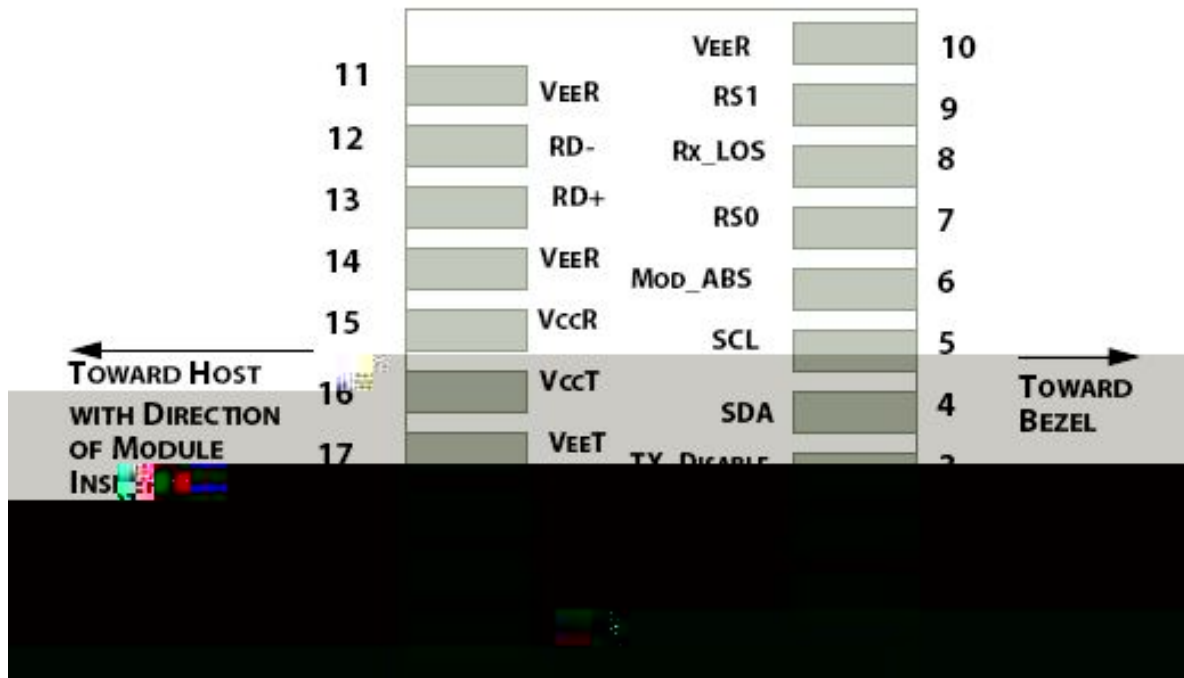 VEER 10
11 VEER
RS1 9
12 RD-
Rx_LOS 8
13 RD+
RS0 7
14 VEER
MOD_ABS 6
15 VCCR
SCL 5
TOWARD HOST
WITH DIRECTION
OF MODULE
16 VCCT
SDA 4
TOWARD
BEZEL
17 VEET
TX_DISABLE